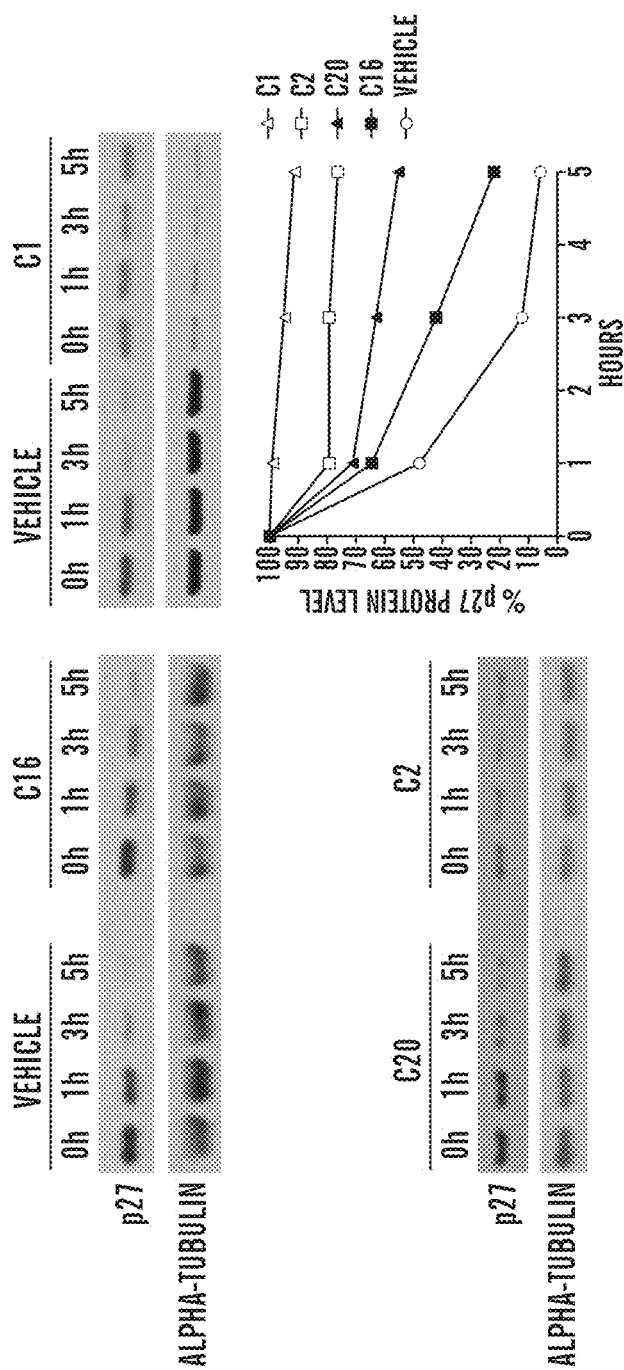 VEHICLE C16
0h 1h 3h 5h 0h 1h 3h 5h
p27
ALPHA-TUBULIN
VEHICLE C1
0h 1h 3h 5h 0h 1h 3h 5h
C20 C2
0h 1h 3h 5h 0h 1h 3h 5h
p27
ALPHA-TUBULIN
% p27 PROTEIN LEVEL
100
90
80
70
60
50
40
30
20
10
0
0 1 2 3 4 5
HOURS
C1
C2
C20
C16
VEHICLE